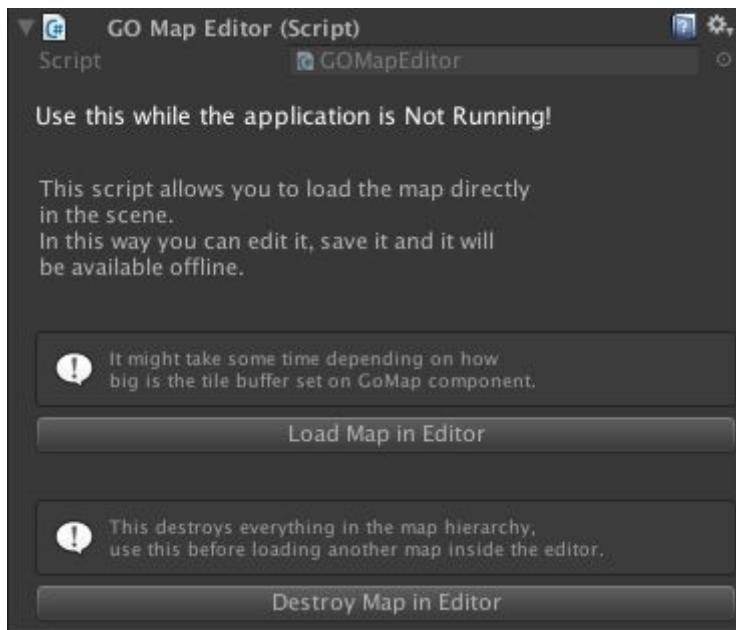 GO Map Editor (Script)
Script GOMapEditor
Use this while the application is Not Running!
This script allows you to load the map directly
in the scene.
In this way you can edit it, save it and it will
be available offline.
It might take some time depending on how
big is the tile buffer set on GoMap component.
Load Map in Editor
This destroys everything in the map hierarchy,
use this before loading another map inside the editor.
Destroy Map in Editor